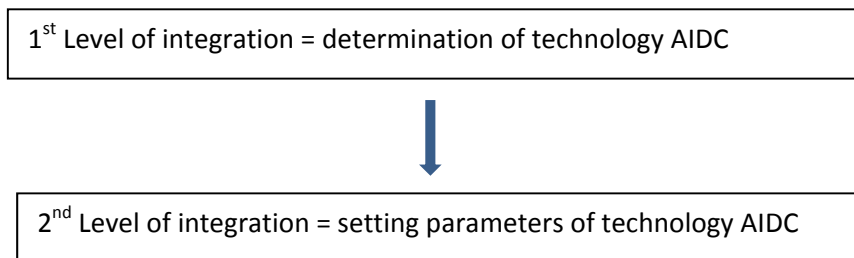 1st Level of integration = determination of technology AIDC
2nd Level of integration = setting parameters of technology AIDC